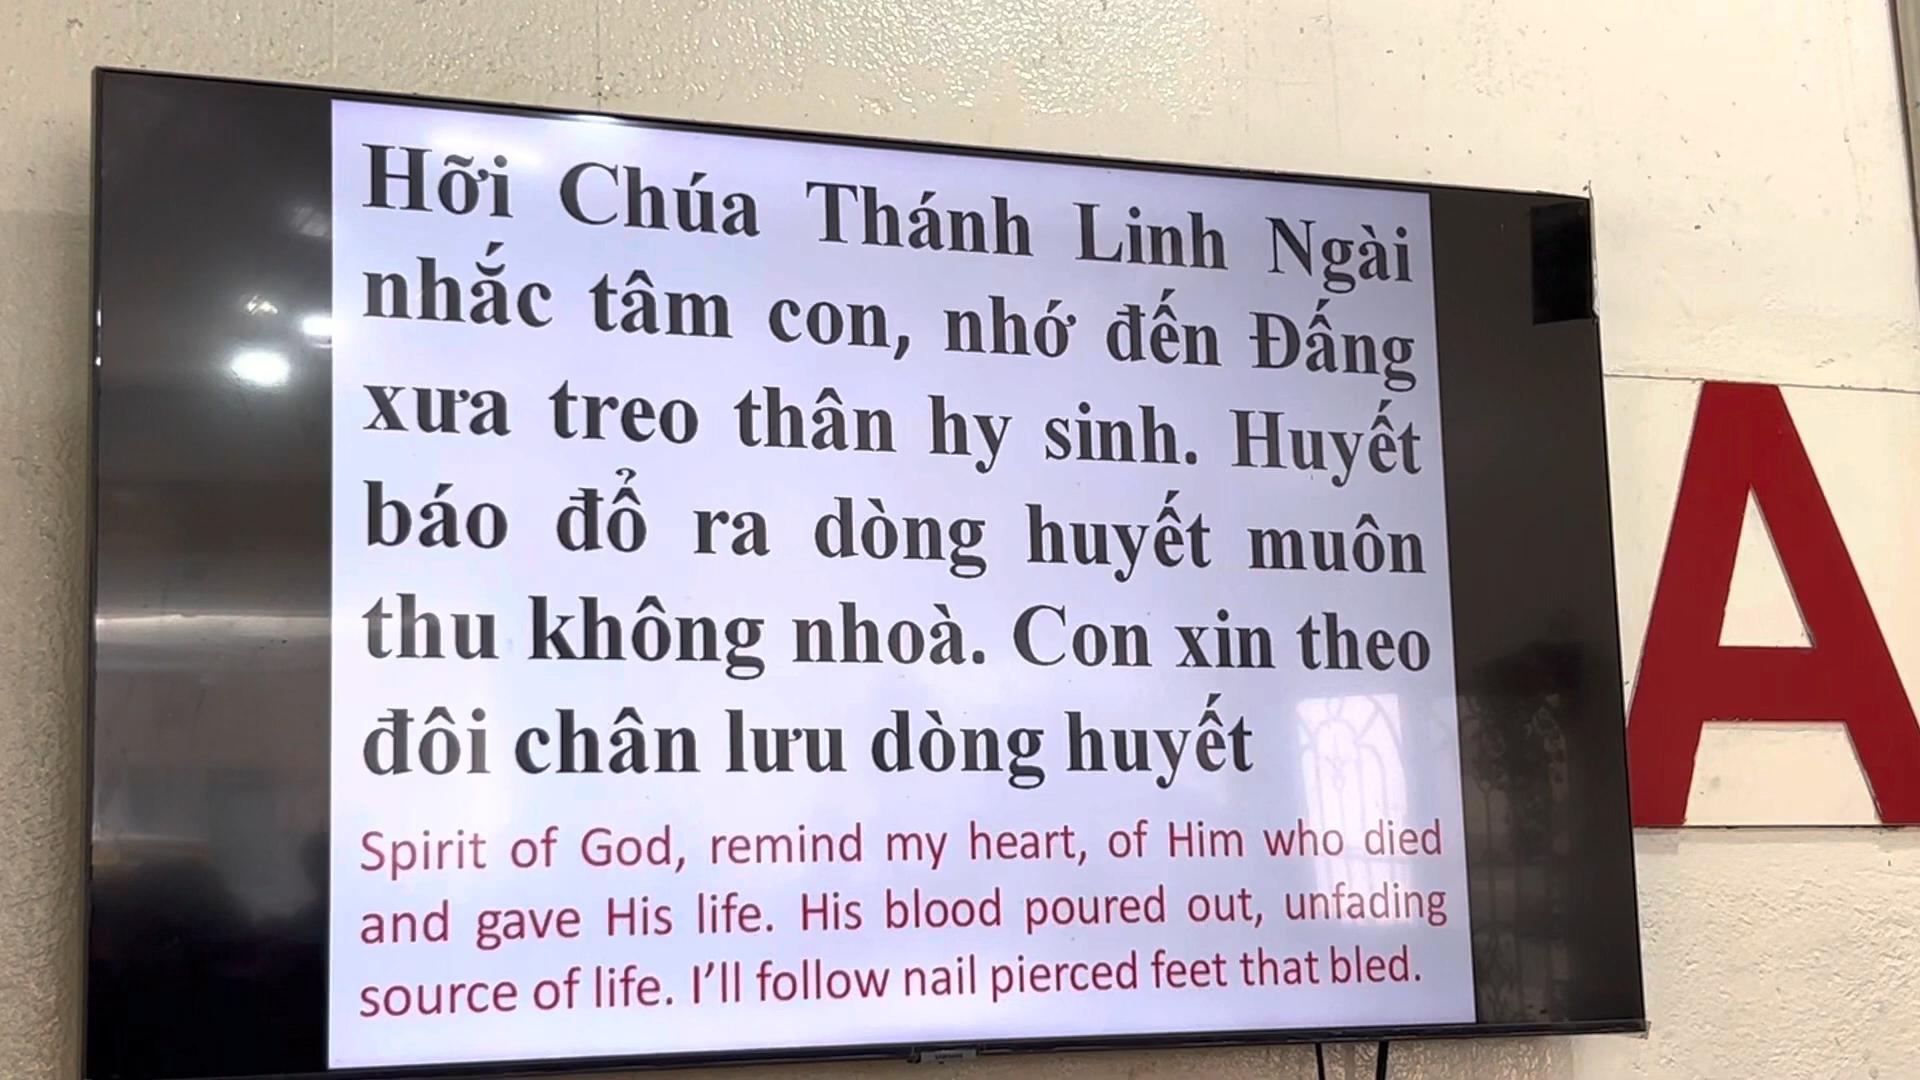 Hỡi Chúa Thánh Linh Ngài
nhắc tâm con, nhớ đến Đấng
xưa treo thân hy sinh. Huyết
báo đổ ra dòng huyết muôn
thu không nhoà. Con xin theo
đôi chân lưu dòng huyết
Spirit of God, remind my heart, of Him who died
and gave His life. His blood poured out, unfading
source of life. I’ll follow nail pierced feet that bled.
A